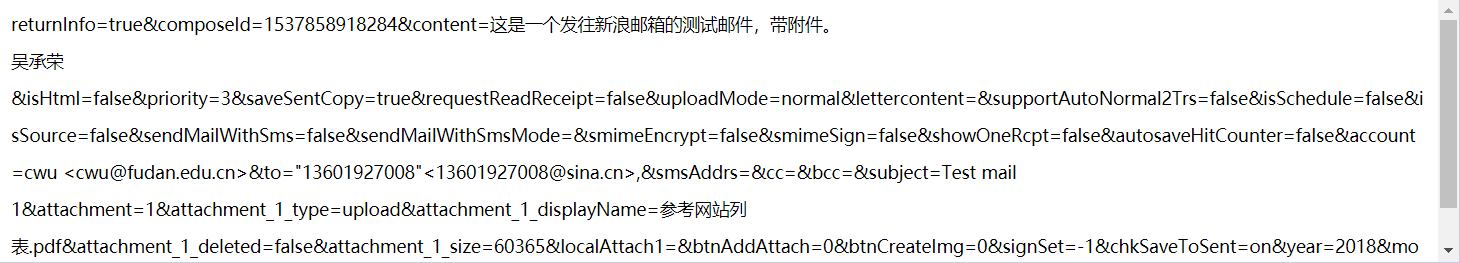 returnInfo=true&composeId=1537858918284&content=这是一个发往新浪邮箱的测试邮件，带附件。
吴承荣
&isHtml=false&priority=3&saveSentCopy=true&requestReadReceipt=false&uploadMode=normal&lettercontent=&supportAutoNormal2Trs=false&isSchedule=false&i
sSource=false&sendMailWithSms=false&sendMailWithSmsMode=&smimeEncrypt=false&smimeSign=false&showOneRcpt=false&autosaveHitCounter=false&account
=cwu <cwu@fudan.edu.cn>&to="13601927008"<13601927008@sina.cn>,&smsAddrs=&cc=&bcc=&subject=Test mail
1&attachment=1&attachment_1_type=upload&attachment_1_displayName=参考网站列
表.pdf&attachment_1_deleted=false&attachment_1_size=60365&localAttach1=&btnAddAttach=0&btnCreateImg=0&signSet=-1&chkSaveToSent=on&year=2018&mo